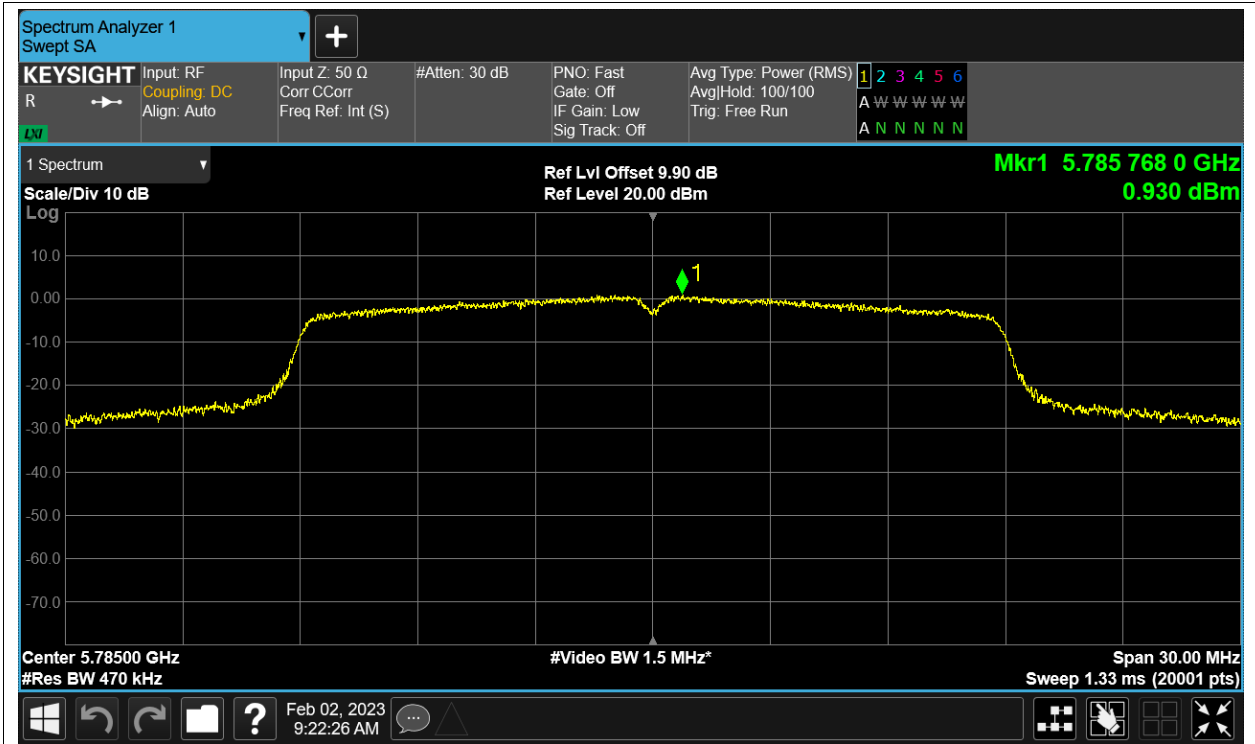 Spectrum Analyzer 1
Swept SA
KEYSIGHT
R
LXI
Input: RF
Coupling: DC
Align: Auto
Input Z: 50 Ω
Corr CCorr
Freq Ref: Int (S)
#Atten: 30 dB
PNO: Fast
Gate: Off
IF Gain: Low
Sig Track: Off
Avg Type: Power (RMS)
Avg|Hold: 100/100
Trig: Free Run
1 2 3 4 5 6
A W W W W W
A N N N N N
1 Spectrum
Scale/Div 10 dB
Ref Lvl Offset 9.90 dB
Ref Level 20.00 dBm
Mkr1 5.785 768 0 GHz
0.930 dBm
Log
10.0
0.00
-10.0
-20.0
-30.0
-40.0
-50.0
-60.0
-70.0
1
Center 5.78500 GHz
#Res BW 470 kHz
#Video BW 1.5 MHz*
Span 30.00 MHz
Sweep 1.33 ms (20001 pts)
?
Feb 02, 2023
9:22:26 AM